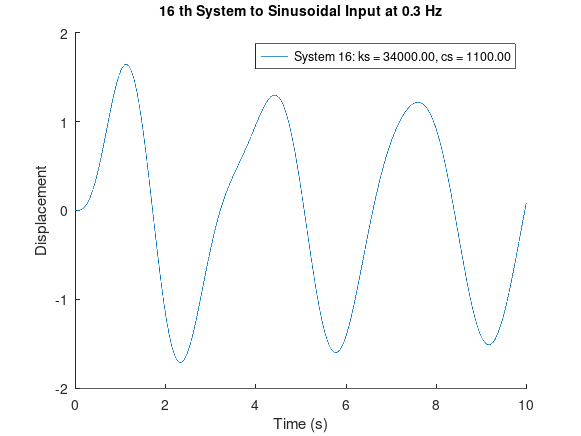 16 th System to Sinusoidal Input at 0.3 Hz
System 16: ks = 34000.00, cs = 1100.00
2
1
0
-1
-2
Displacement
0
2
4
6
8
10
Time (s)